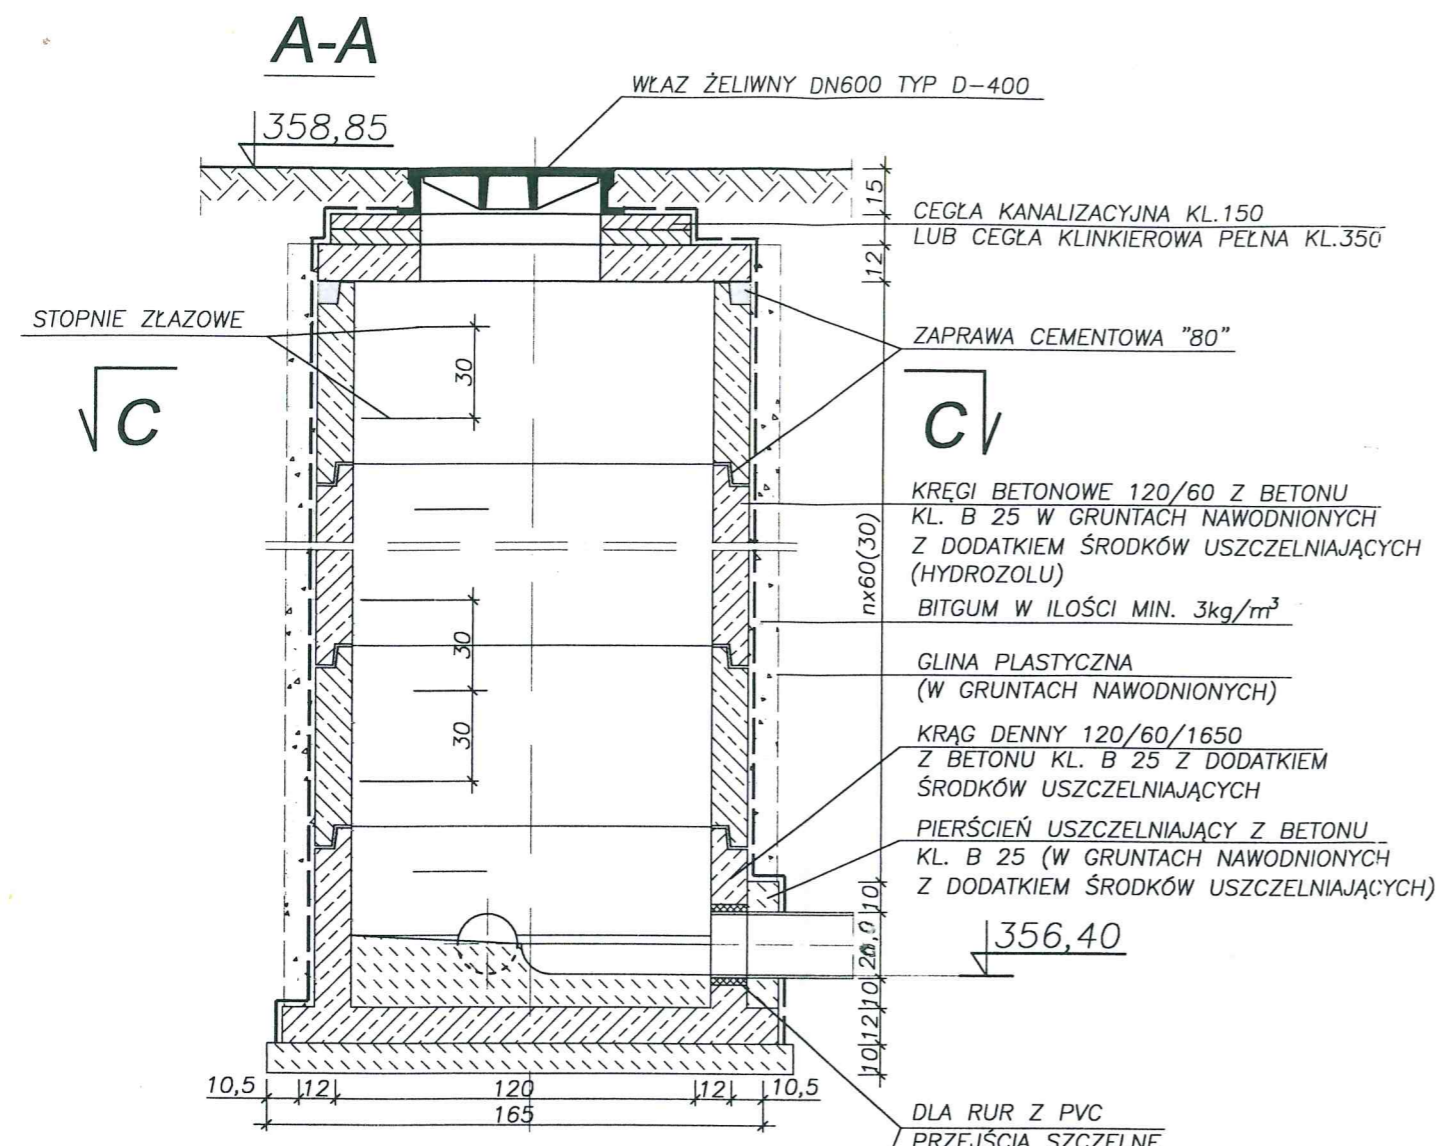 A-A
WŁAZ ŻELIWNY DN600 TYP D-400
358,85
15
CEGŁA KANALIZACYJNA KL.150
LUB CEGŁA KLINKIEROWA PEŁNA KL.350
12
STOPNIE ZŁAZOWE
ZAPRAWA CEMENTOWA "80"
30
C
C
KRĘGI BETONOWE 120/60 Z BETONU
KL. B 25 W GRUNTACH NAWODNIONYCH
Z DODATKIEM ŚRODKÓW USZCZELNIAJĄCYCH
(HYDROZOLU)
nx60(30)
BITGUM W ILOŚCI MIN. 3kg/m³
30
GLINA PLASTYCZNA
(W GRUNTACH NAWODNIONYCH)
30
KRĄG DENNY 120/60/1650
Z BETONU KL. B 25 Z DODATKIEM
ŚRODKÓW USZCZELNIAJĄCYCH
PIERŚCIEŃ USZCZELNIAJĄCY Z BETONU
KL. B 25 (W GRUNTACH NAWODNIONYCH
Z DODATKIEM ŚRODKÓW USZCZELNIAJĄCYCH)
10
356,40
10
12
10
10,5 12 120 12 10,5
165
DLA RUR Z PVC
PRZEJŚCIA SZCZELNE